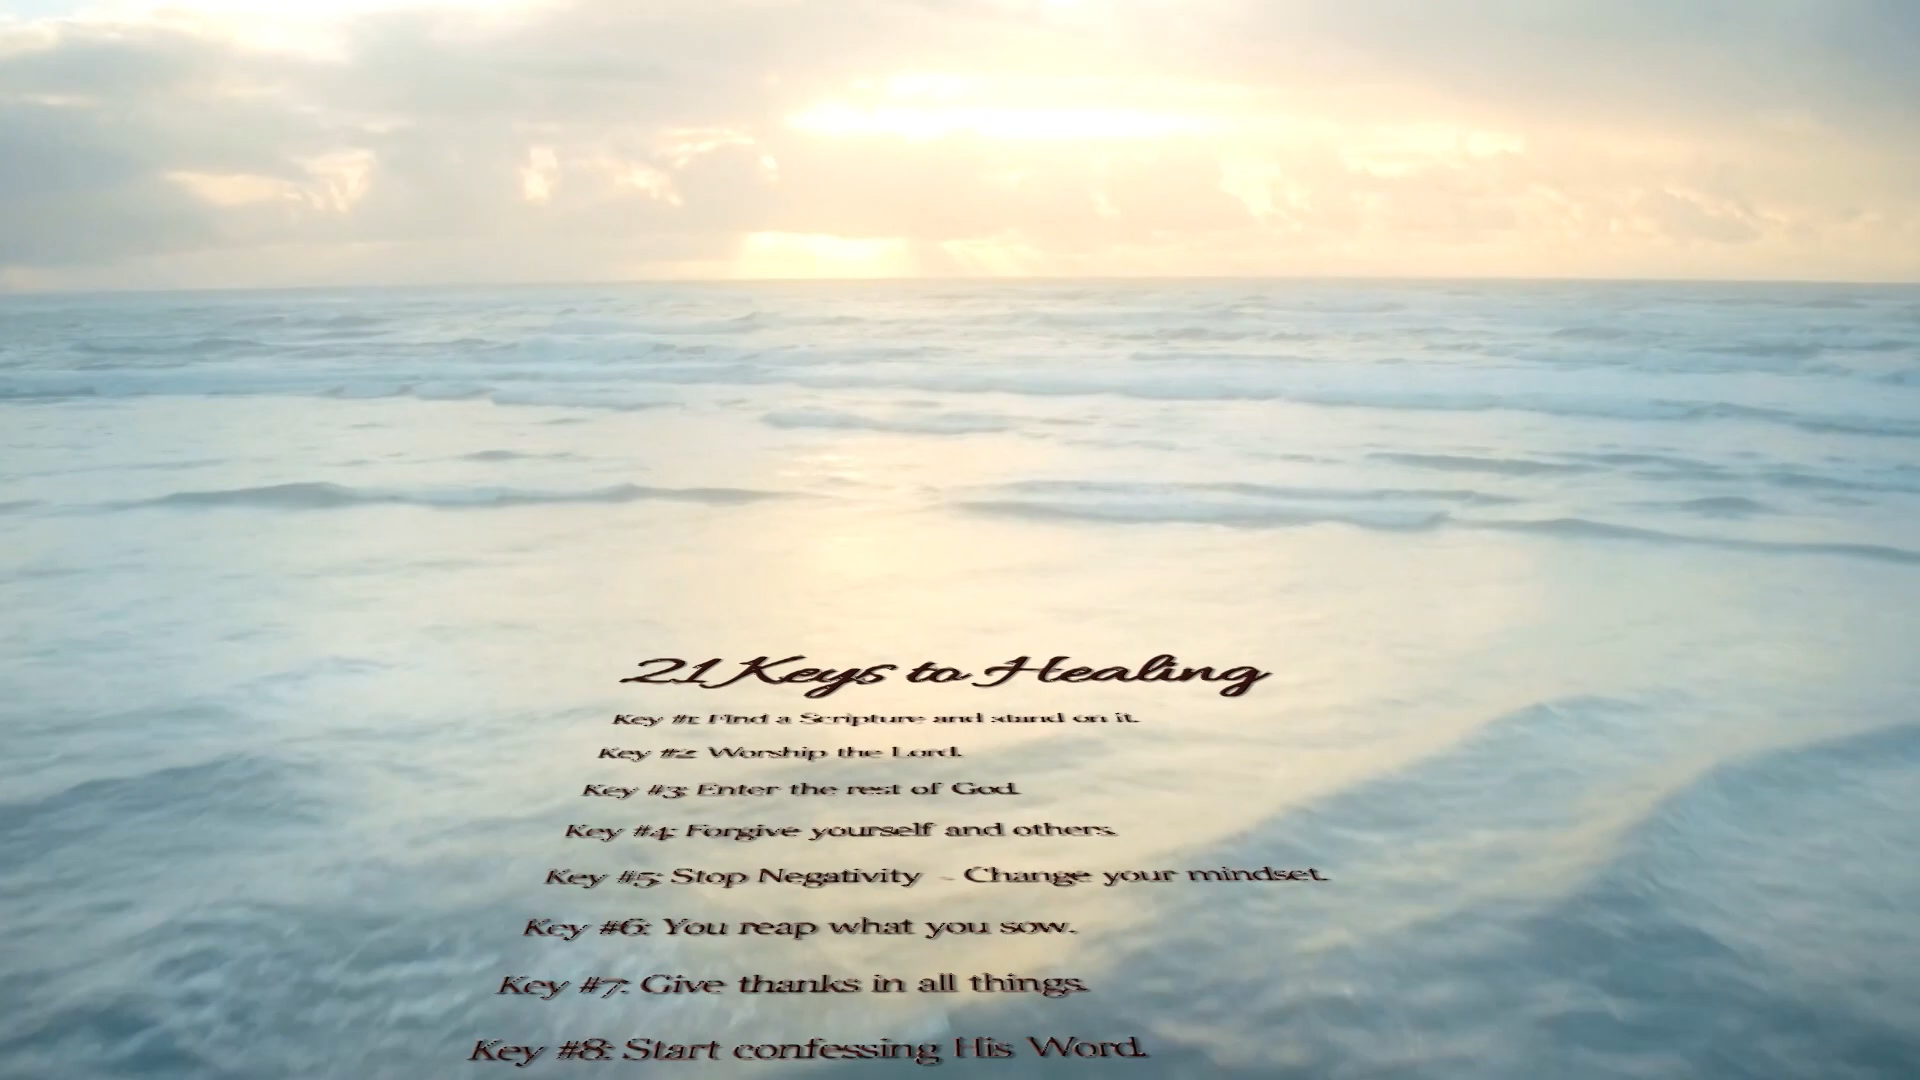 21 Keys to Healing
Key #1: Find a Scripture and stand on it.
Key #2: Worship the Lord.
Key #3: Enter the rest of God.
Key #4: Forgive yourself and others.
Key #5: Stop Negativity - Change your mindset.
Key #6: You reap what you sow.
Key #7: Give thanks in all things.
Key #8: Start confessing His Word.